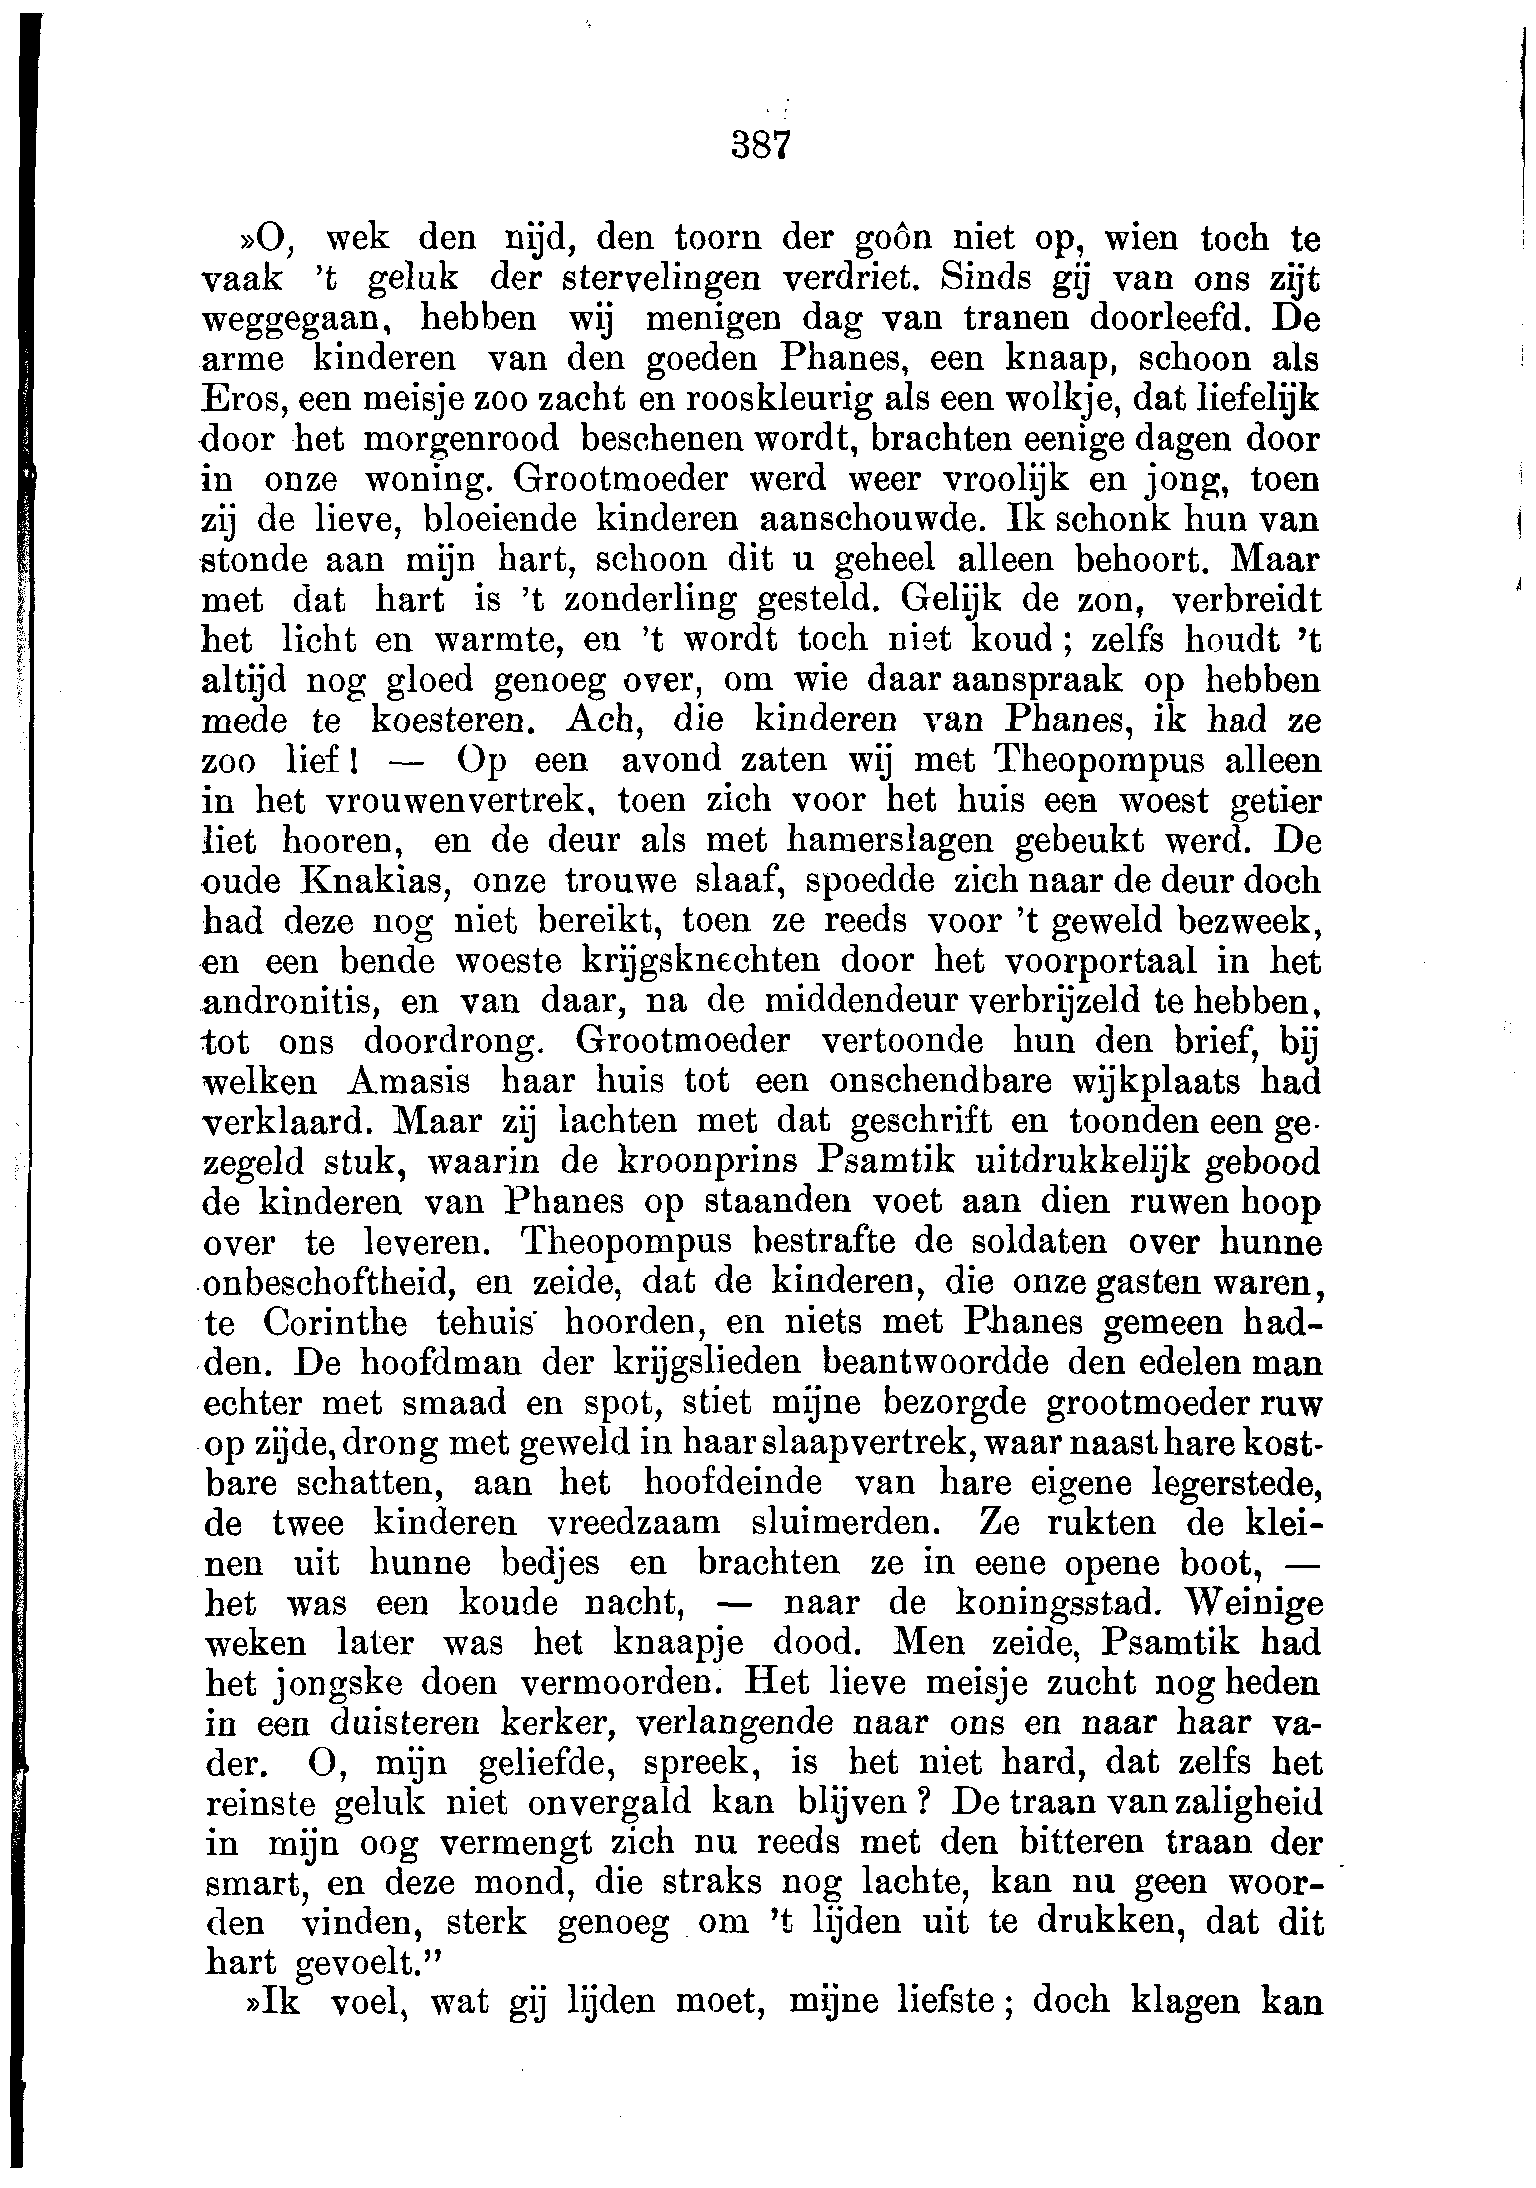 387
»O, wek den nijd, den toorn der goôn niet op, wien toch te
vaak 't geluk der stervelingen verdriet. Sinds gij van ons zijt
weggegaan, hebben wij menigen dag van tranen doorleefd. De
arme kinderen van den goeden Phanes, een knaap, schoon als
Eros, een meisje zoo zacht en rooskleurig als een wolkje, dat liefelijk
door het morgenrood beschenen wordt, brachten eenige dagen door
in onze woning. Grootmoeder werd weer vroolijk en jong, toen
zij de lieve, bloeiende kinderen aanschouwde. Ik schonk hun van
stonde aan mijn hart, schoon dit u geheel alleen behoort. Maar
met dat hart is 't zonderling gesteld. Gelijk de zon, verbreidt
het licht en warmte, en 't wordt toch niet koud; zelfs houdt 't
altijd nog gloed genoeg over, om wie daar aanspraak op hebben
mede te koesteren. Ach, die kinderen van Phanes, ik had ze
zoo lief! — Op een avond zaten wij met Theopompus alleen
in het vrouwenvertrek, toen zich voor het huis een woest getier
liet hooren, en de deur als met hamerslagen gebeukt werd. De
oude Knakias, onze trouwe slaaf, spoedde zich naar de deur doch
had deze nog niet bereikt, toen ze reeds voor 't geweld bezweek,
en een bende woeste krijgsknechten door het voorportaal in het
andronitis, en van daar, na de middendeur verbrijzeld te hebben,
tot ons doordrong. Grootmoeder vertoonde hun den brief, bij
welken Amasis haar huis tot een onschendbare wijkplaats had
verklaard. Maar zij lachten met dat geschrift en toonden een ge-
zegeld stuk, waarin de kroonprins Psamtik uitdrukkelijk gebood
de kinderen van Phanes op staanden voet aan dien ruwen hoop
over te leveren. Theopompus bestrafte de soldaten over hunne
onbeschoftheid, en zeide, dat de kinderen, die onze gasten waren,
te Corinthe tehuis hoorden, en niets met Phanes gemeen had-
den. De hoofdman der krijgslieden beantwoordde den edelen man
echter met smaad en spot, stiet mijne bezorgde grootmoeder ruw
op zijde, drong met geweld in haar slaapvertrek, waar naast hare kost-
bare schatten, aan het hoofdeinde van hare eigene legerstede,
de twee kinderen vreedzaam sluimerden. Ze rukten de klei-
nen uit hunne bedjes en brachten ze in eene opene boot, —
het was een koude nacht, — naar de koningsstad. Weinige
weken later was het knaapje dood. Men zeide, Psamtik had
het jongske doen vermoorden. Het lieve meisje zucht nog heden
in een duisteren kerker, verlangende naar ons en naar haar va-
der. O, mijn geliefde, spreek, is het niet hard, dat zelfs het
reinste geluk niet onvergald kan blijven? De traan van zaligheid
in mijn oog vermengt zich nu reeds met den bitteren traan der
smart, en deze mond, die straks nog lachte, kan nu geen woor-
den vinden, sterk genoeg om 't lijden uit te drukken, dat dit
hart gevoelt.”
»Ik voel, wat gij lijden moet, mijne liefste; doch klagen kan